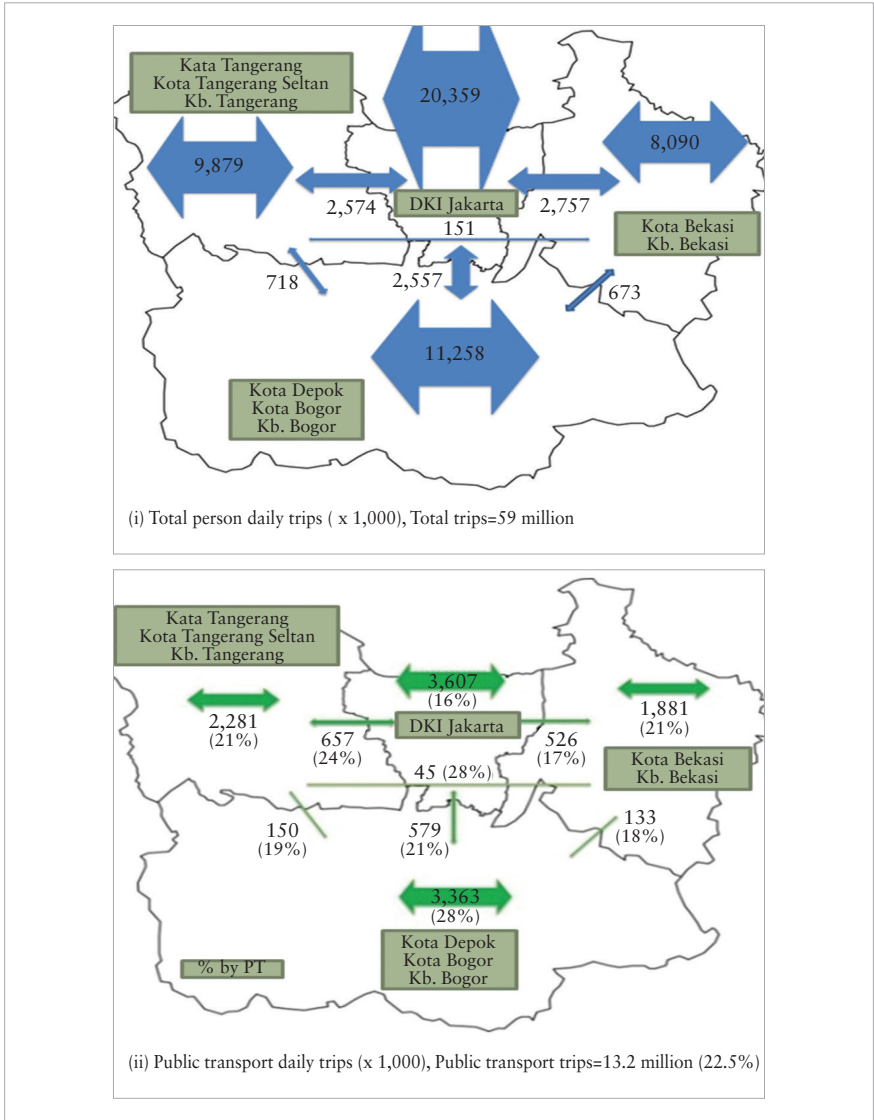 Kata Tangerang
Kota Tangerang Seltan
Kb. Tangerang
20,359
9,879
8,090
2,574
DKI Jakarta
2,757
151
Kota Bekasi
Kb. Bekasi
718
2,557
673
11,258
Kota Depok
Kota Bogor
Kb. Bogor
(i) Total person daily trips ( x 1,000), Total trips=59 million
Kata Tangerang
Kota Tangerang Seltan
Kb. Tangerang
3,607
(16%)
2,281
(21%)
1,881
(21%)
657
(24%)
DKI Jakarta
526
(17%)
45 (28%)
Kota Bekasi
Kb. Bekasi
150
(19%)
579
(21%)
133
(18%)
3,363
(28%)
Kota Depok
Kota Bogor
Kb. Bogor
% by PT
(ii) Public transport daily trips (x 1,000), Public transport trips=13.2 million (22.5%)